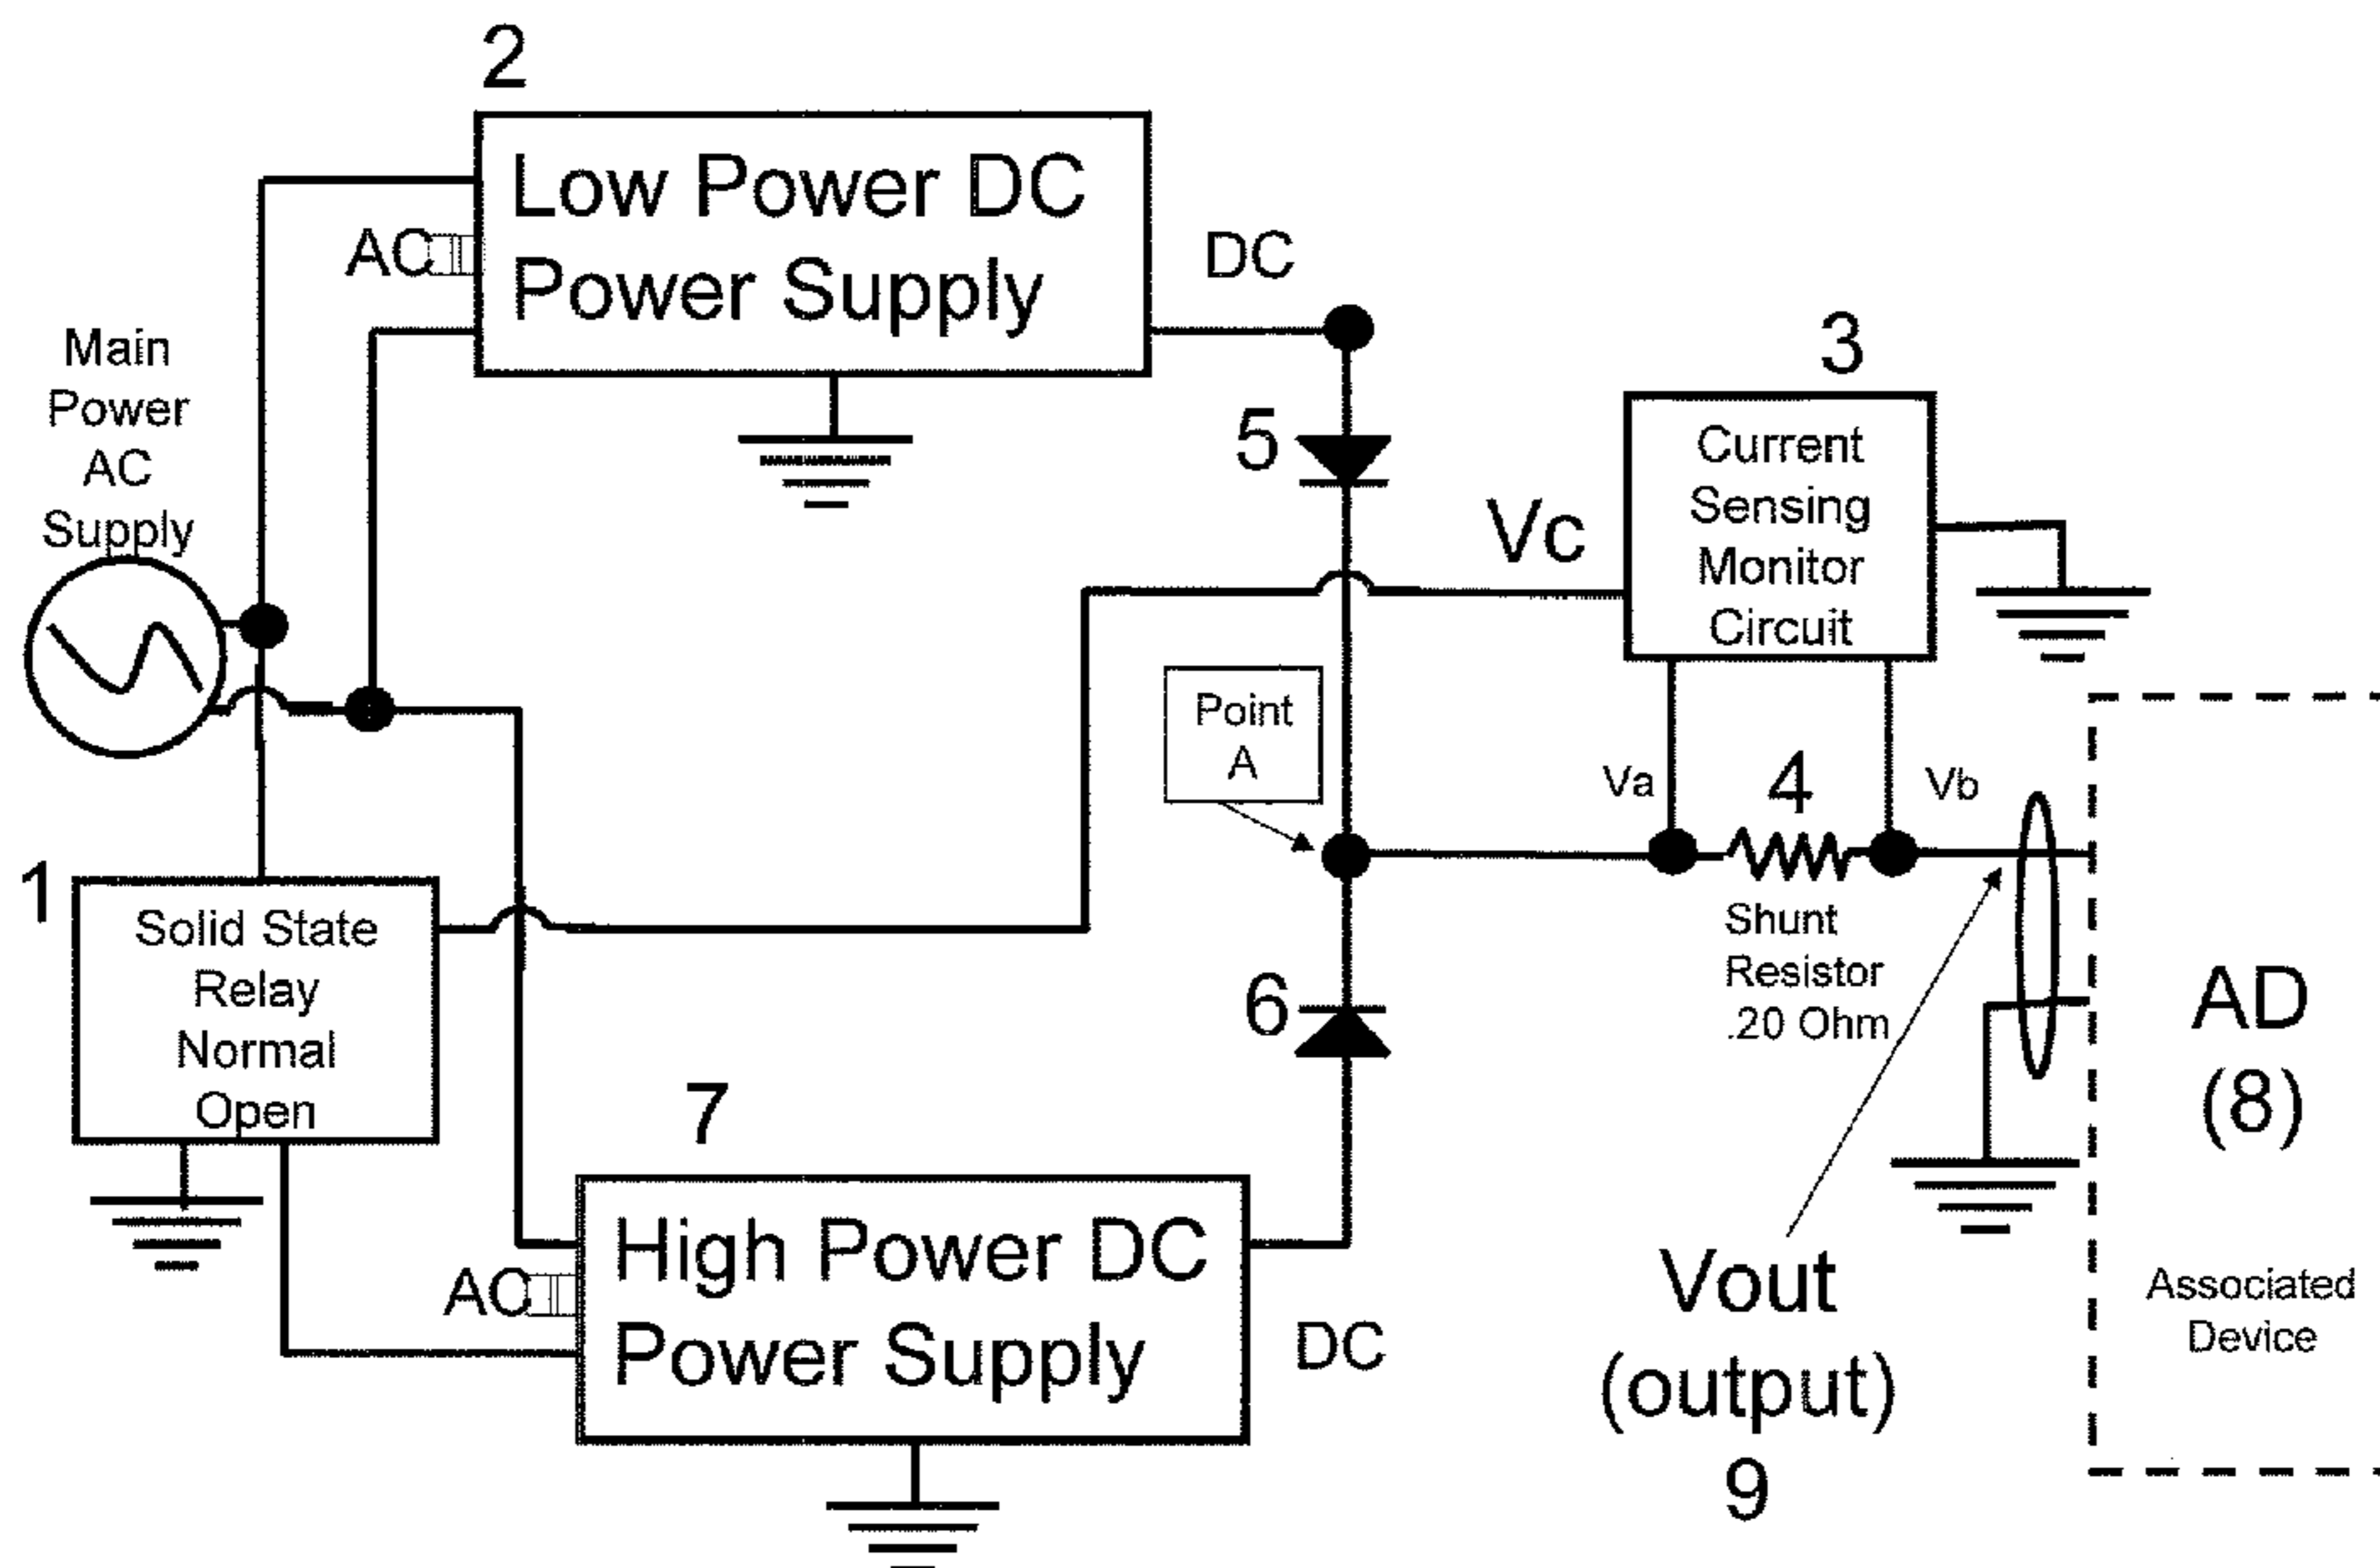 2
Low Power DC
Power Supply
AC
DC
Main
Power
AC
Supply
5
3
Current
Sensing
Monitor
Circuit
Vc
Point
A
Va
4
Vb
Shunt
Resistor
.20 Ohm
1
Solid State
Relay
Normal
Open
6
7
High Power DC
Power Supply
AC
DC
AD
(8)
Associated
Device
Vout
(output)
9